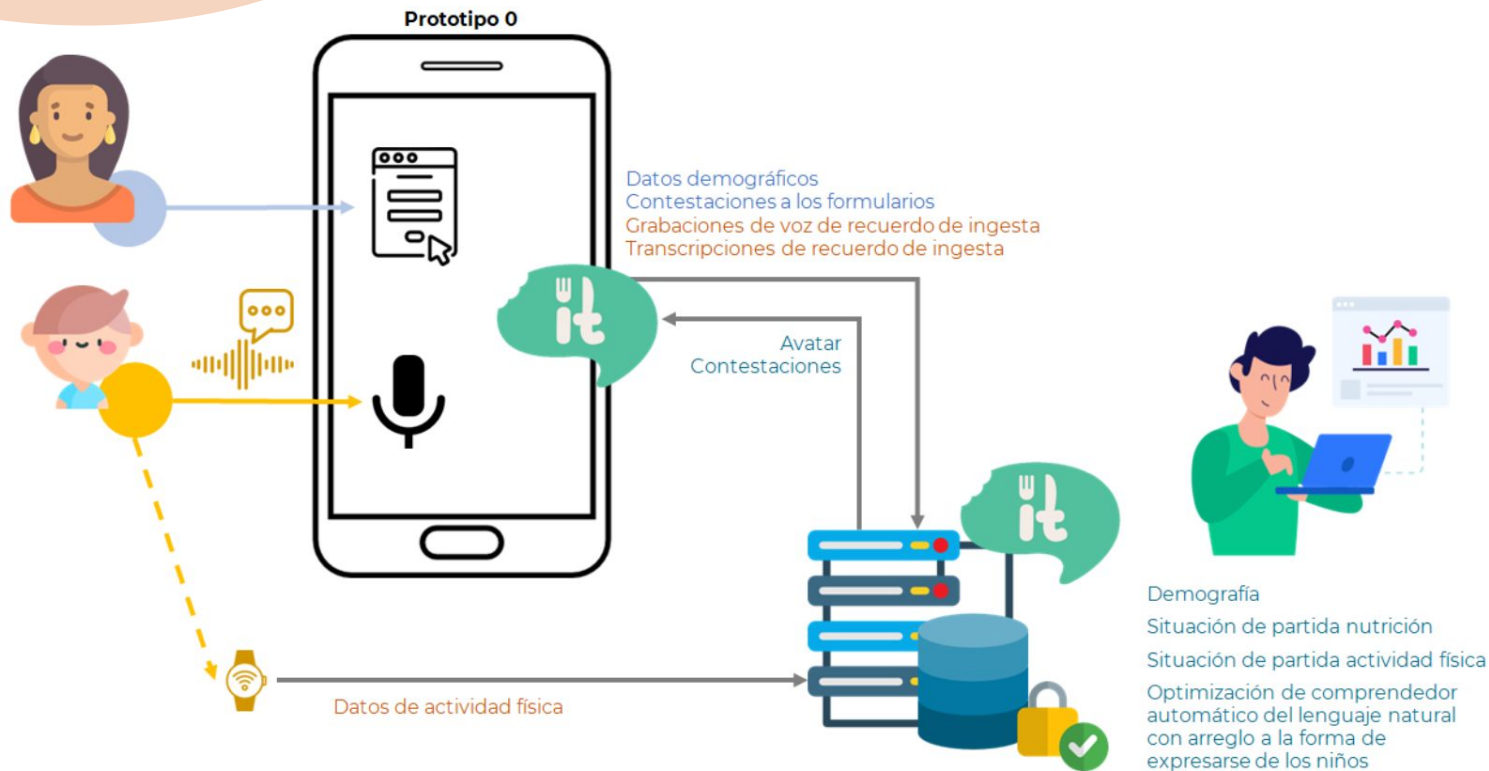 Prototipo 0
Datos demográficos
Contestaciones a los formularios
Grabaciones de voz de recuerdo de ingesta
Transcripciones de recuerdo de ingesta
it
Avatar
Contestaciones
it
Datos de actividad física
Demografía
Situación de partida nutrición
Situación de partida actividad física
Optimización de comprendedor
automático del lenguaje natural
con arreglo a la forma de
expresarse de los niños